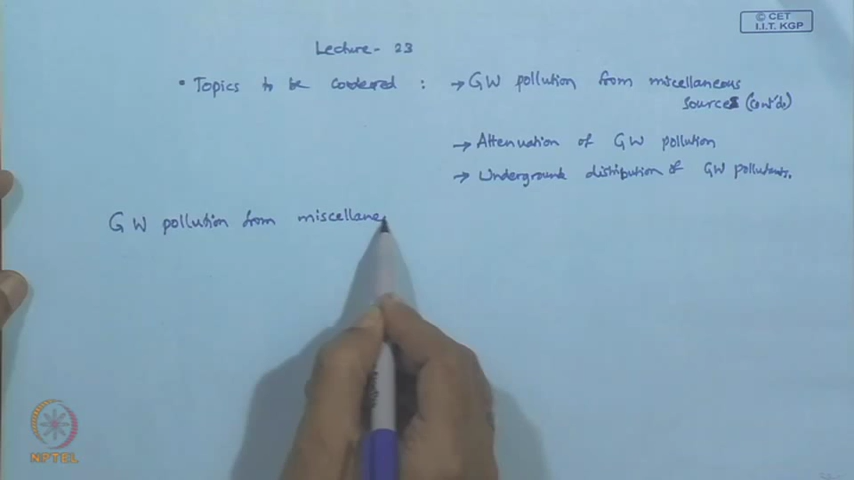 © CET
I.I.T. KGP
Lecture - 23
• Topics to be cordered : → GW pollution from miscellaneous
sources (cont'd)
→ Attenuation of GW pollution
→ Underground distribution of GW pollutants.
GW pollution from miscellane
NPTEL